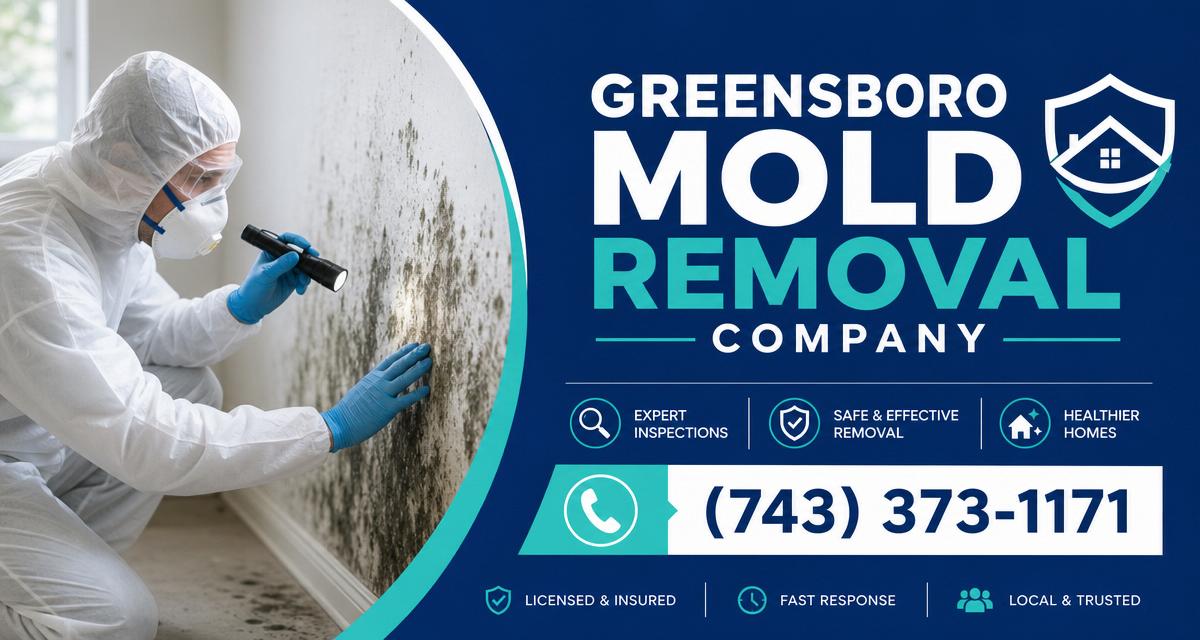 GREENSBORO
MOLD
REMOVAL
COMPANY
EXPERT
INSPECTIONS
SAFE & EFFECTIVE
REMOVAL
HEALTHIER
HOMES
(743) 373-1171
LICENSED & INSURED
FAST RESPONSE
LOCAL & TRUSTED